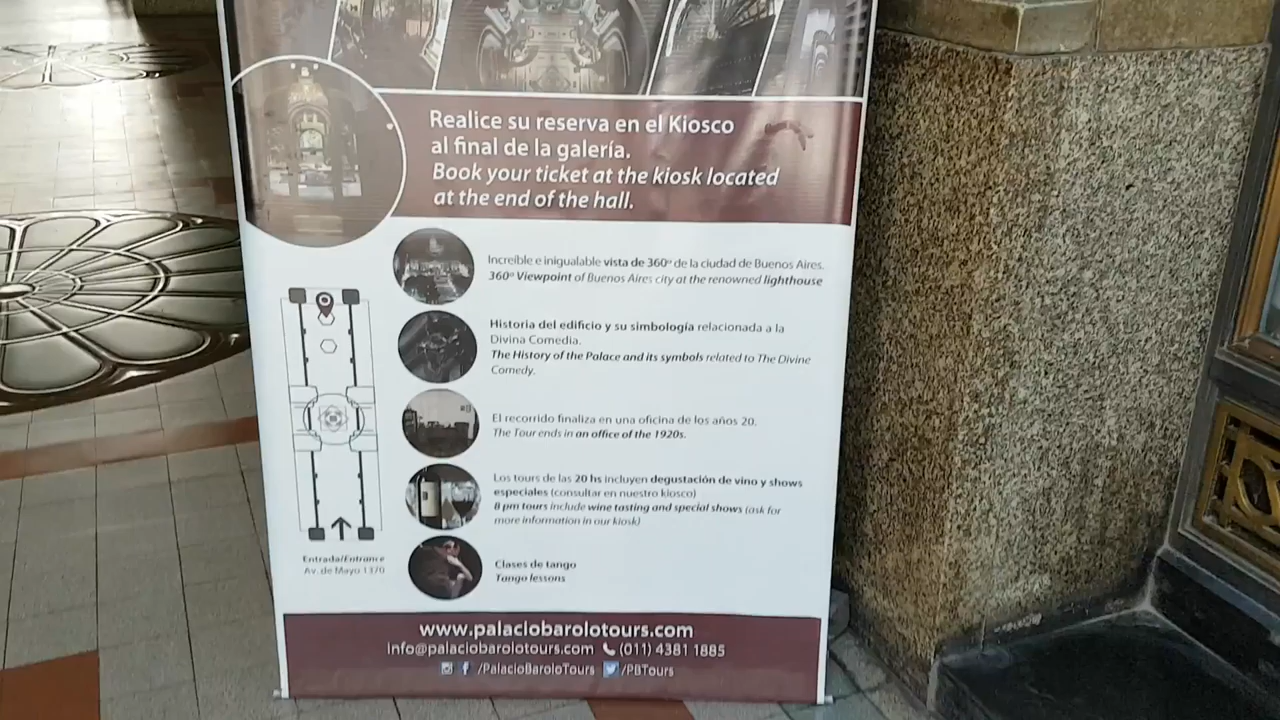 Realice su reserva en el Kiosco
al final de la galería.
Book your ticket at the kiosk located
at the end of the hall.
Increíble e inigualable vista de 360º de la ciudad de Buenos Aires.
360º Viewpoint of Buenos Aires city at the renowned lighthouse
Historia del edificio y su simbología relacionada a la
Divina Comedia.
The History of the Palace and its symbols related to The Divine
Comedy.
El recorrido finaliza en una oficina de los años 20.
The Tour ends in an office of the 1920s.
Los tours de las 20 hs incluyen degustación de vino y shows
especiales (consultar en nuestro kiosco)
8 pm tours include wine tasting and special shows (ask for
more information in our kiosk)
Clases de tango
Tango lessons
Entrada/Entrance
Av. de Mayo 1370
www.palaciobarolotours.com
info@palaciobarolotours.com (011) 4381 1885
/PalacioBaroloTours /PBTours